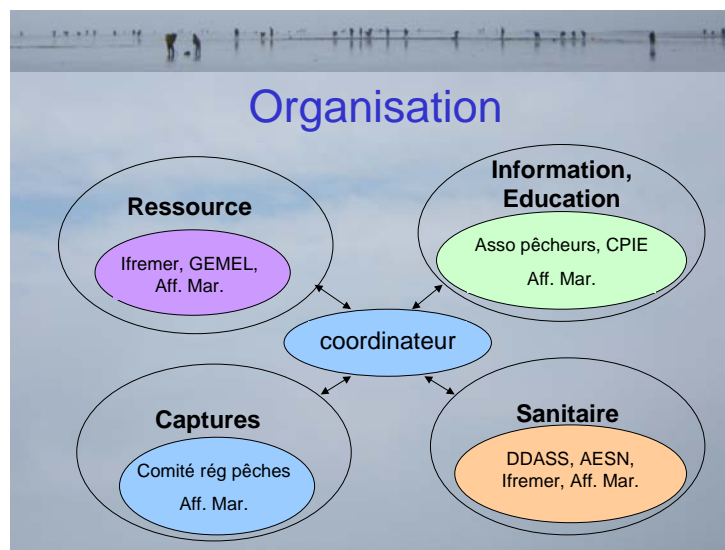 Organisation
Ressource
Ifremer, GEMEL,
Aff. Mar.
Information,
Education
Asso pêcheurs, CPIE
Aff. Mar.
coordinateur
Captures
Comité rég pêches
Aff. Mar.
Sanitaire
DDASS, AESN,
Ifremer, Aff. Mar.